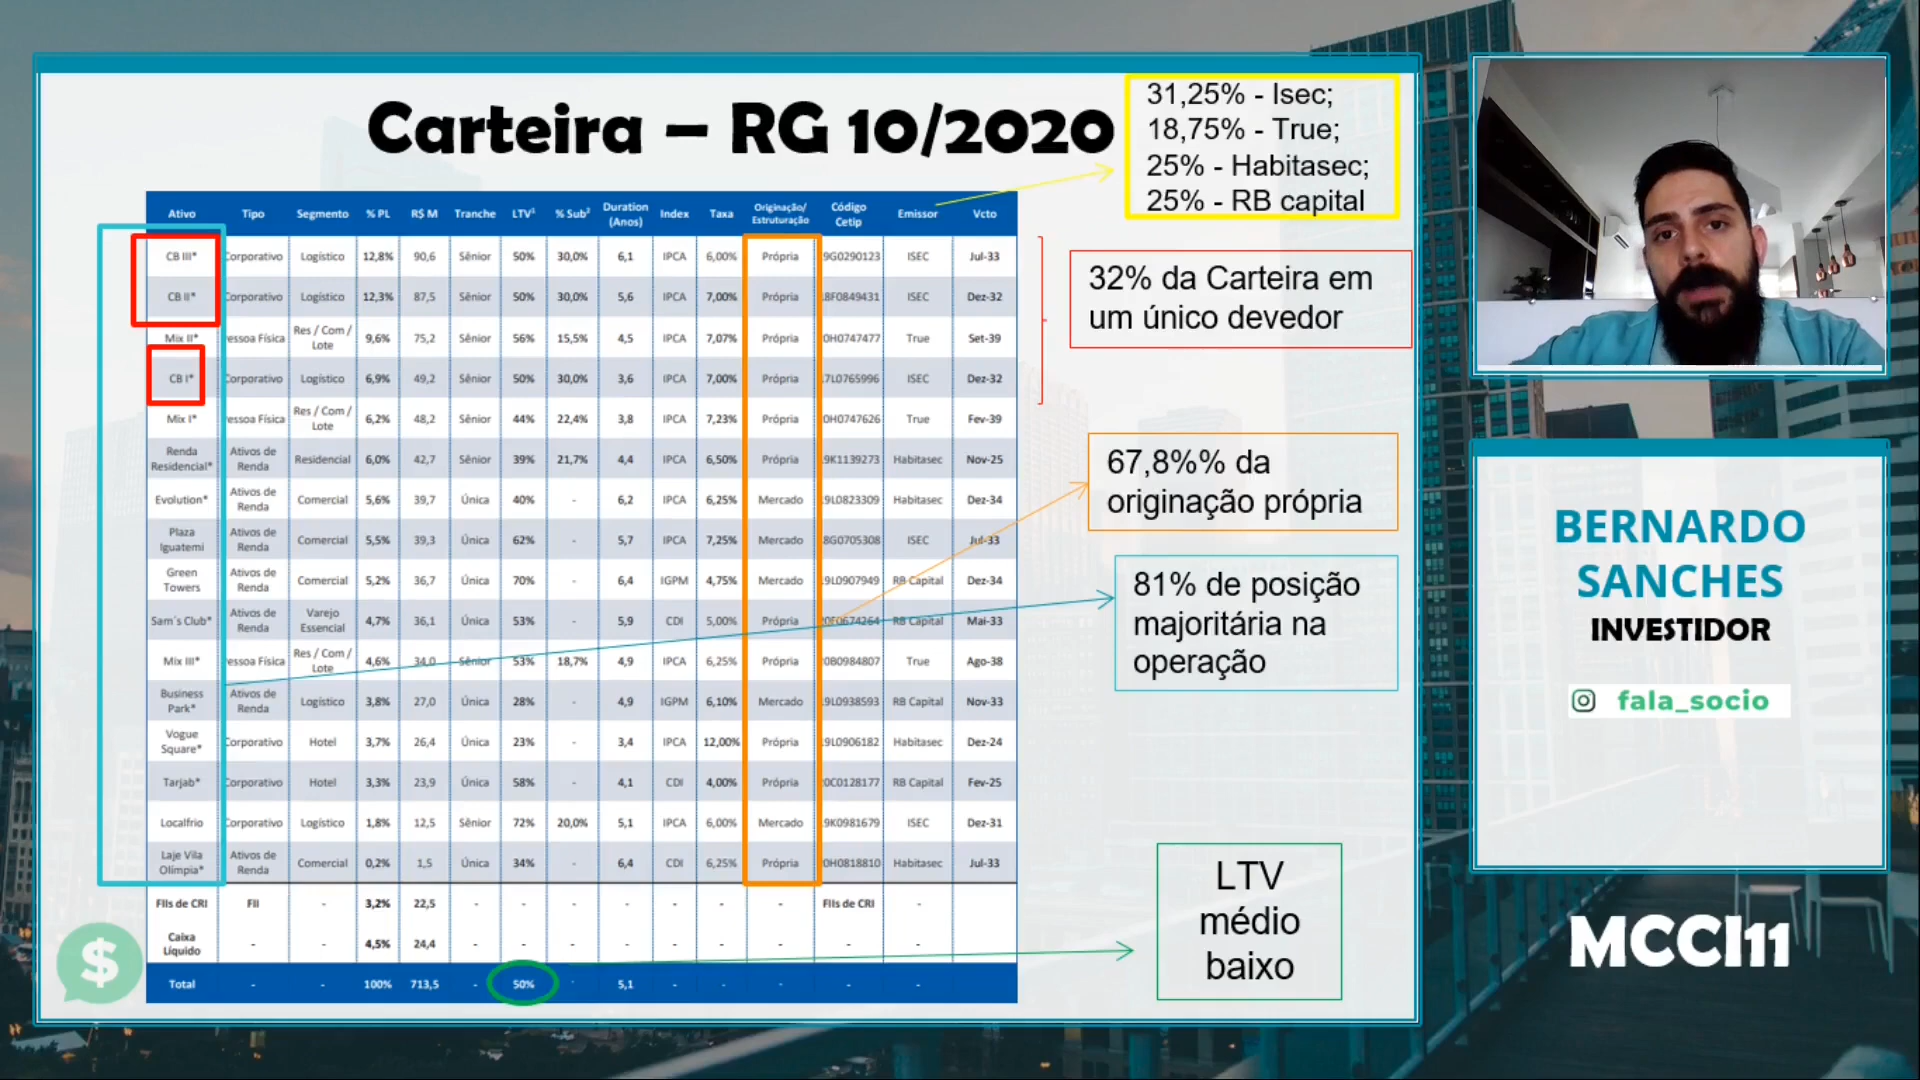 Carteira – RG 10/2020
31,25% - Isec;
18,75% - True;
25% - Habitasec;
25% - RB capital
Ativo Tipo Segmento % PL R$ M Tranche LTV¹ % Sub² Duration (Anos) Index Taxa Originação/ Estruturação Código Cetip Emissor Vcto
CB III* Corporativo Logístico 12,8% 90,6 Sênior 50% 30,0% 6,1 IPCA 6,00% Própria 9G0290123 ISEC Jul-33
CB II* Corporativo Logístico 12,3% 87,5 Sênior 50% 30,0% 5,6 IPCA 7,00% Própria 8F0849431 ISEC Dez-32
Mix II* essoa Física Res / Com / Lote 9,6% 75,2 Sênior 56% 15,5% 4,5 IPCA 7,07% Própria 0H0747477 True Set-39
CB I* Corporativo Logístico 6,9% 49,2 Sênior 50% 30,0% 3,6 IPCA 7,00% Própria 7L0765996 ISEC Dez-32
Mix I* essoa Física Res / Com / Lote 6,2% 48,2 Sênior 44% 22,4% 3,8 IPCA 7,23% Própria 0H0747626 True Fev-39
Renda Residencial* Ativos de Renda Residencial 6,0% 42,7 Sênior 39% 21,7% 4,4 IPCA 6,50% Própria 9K1139273 Habitasec Nov-25
Evolution* Ativos de Renda Comercial 5,6% 39,7 Única 40% - 6,2 IPCA 6,25% Mercado 9L0823309 Habitasec Dez-34
Plaza Iguatemi Ativos de Renda Comercial 5,5% 39,3 Única 62% - 5,7 IPCA 7,25% Mercado 8G0705308 ISEC Jul-33
Green Towers Ativos de Renda Comercial 5,2% 36,7 Única 70% - 6,4 IGPM 4,75% Mercado 9L0907949 RB Capital Dez-34
Sam´s Club* Ativos de Renda Varejo Essencial 4,7% 36,1 Única 53% - 5,9 CDI 5,00% Própria 0F0674264 RB Capital Mai-33
Mix III* essoa Física Res / Com / Lote 4,6% 34,0 Sênior 53% 18,7% 4,9 IPCA 6,25% Própria 0B0984807 True Ago-38
Business Park* Ativos de Renda Logístico 3,8% 27,0 Única 28% - 4,9 IGPM 6,10% Mercado 9L0938593 RB Capital Nov-33
Vogue Square* Corporativo Hotel 3,7% 26,4 Única 23% - 3,4 IPCA 12,00% Própria 9L0906182 Habitasec Dez-24
Tarjab* Corporativo Hotel 3,3% 23,9 Única 58% - 4,1 CDI 4,00% Própria 0C0128177 RB Capital Fev-25
Localfrio Corporativo Logístico 1,8% 12,5 Sênior 72% 20,0% 5,1 IPCA 6,00% Mercado 9K0981679 ISEC Dez-31
Laje Vila Olímpia* Ativos de Renda Comercial 0,2% 1,5 Única 34% - 6,4 CDI 6,25% Própria 0H0818810 Habitasec Jul-33
FIIs de CRI FII - 3,2% 22,5 - - - - - - - FIIs de CRI -
Caixa Líquido - - 4,5% 24,4 - - - - - - - - -
Total - - 100% 713,5 - 50% - 5,1 - - - - -
32% da Carteira em
um único devedor
67,8%% da
originação própria
81% de posição
majoritária na
operação
LTV
médio
baixo
$
BERNARDO
SANCHES
INVESTIDOR
fala_socio
MCCI11